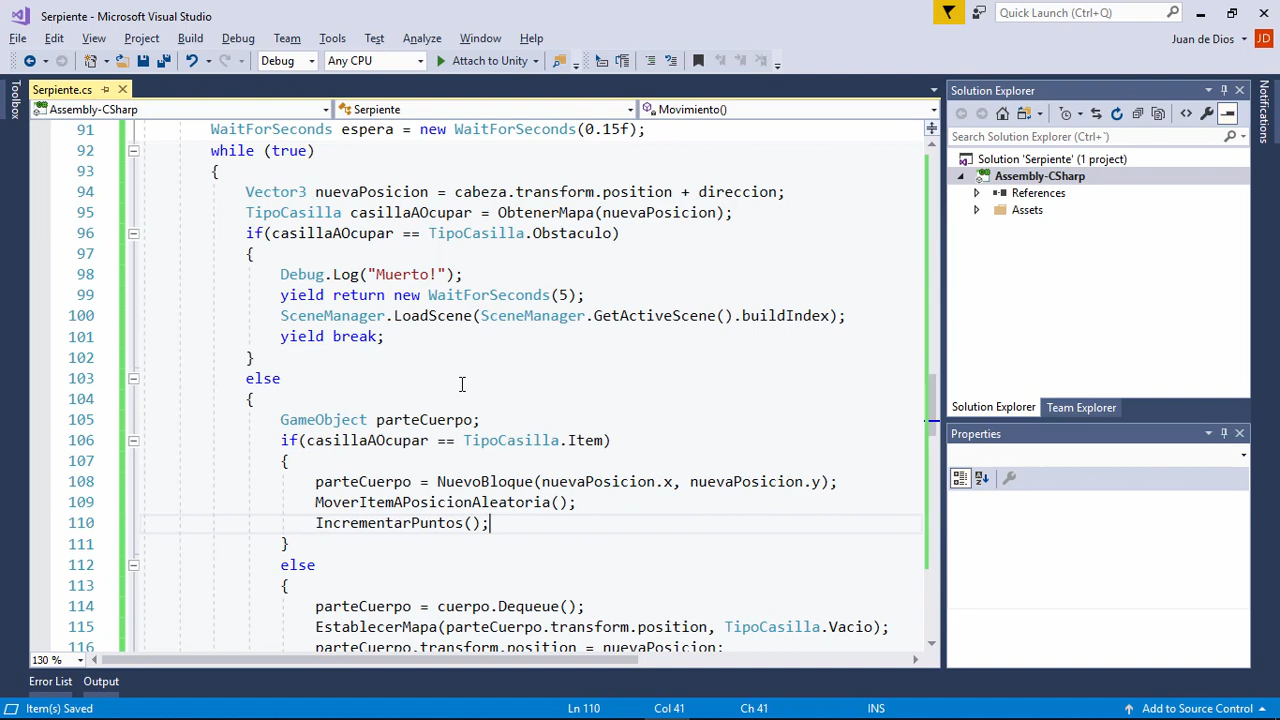 Serpiente - Microsoft Visual Studio
Quick Launch (Ctrl+Q)
File Edit View Project Build Debug Team Tools Test Analyze Window Help
Juan de Dios
JD
Debug Any CPU Attach to Unity
Toolbox
Serpiente.cs
Assembly-CSharp Serpiente Movimiento()
91 WaitForSeconds espera = new WaitForSeconds(0.15f);
92 while (true)
93 {
94 Vector3 nuevaPosicion = cabeza.transform.position + direccion;
95 TipoCasilla casillaAOcupar = ObtenerMapa(nuevaPosicion);
96 if(casillaAOcupar == TipoCasilla.Obstaculo)
97 {
98 Debug.Log("Muerto!");
99 yield return new WaitForSeconds(5);
100 SceneManager.LoadScene(SceneManager.GetActiveScene().buildIndex);
101 yield break;
102 }
103 else
104 {
105 GameObject parteCuerpo;
106 if(casillaAOcupar == TipoCasilla.Item)
107 {
108 parteCuerpo = NuevoBloque(nuevaPosicion.x, nuevaPosicion.y);
109 MoverItemAPosicionAleatoria();
110 IncrementarPuntos();
111 }
112 else
113 {
114 parteCuerpo = cuerpo.Dequeue();
115 EstablecerMapa(parteCuerpo.transform.position, TipoCasilla.Vacio);
116 parteCuerpo.transform.position = nuevaPosicion;
130 %
Solution Explorer
Search Solution Explorer (Ctrl+')
Solution 'Serpiente' (1 project)
Assembly-CSharp
References
Assets
Solution Explorer Team Explorer
Properties
Notifications
Error List Output
Item(s) Saved Ln 110 Col 41 Ch 41 INS Add to Source Control